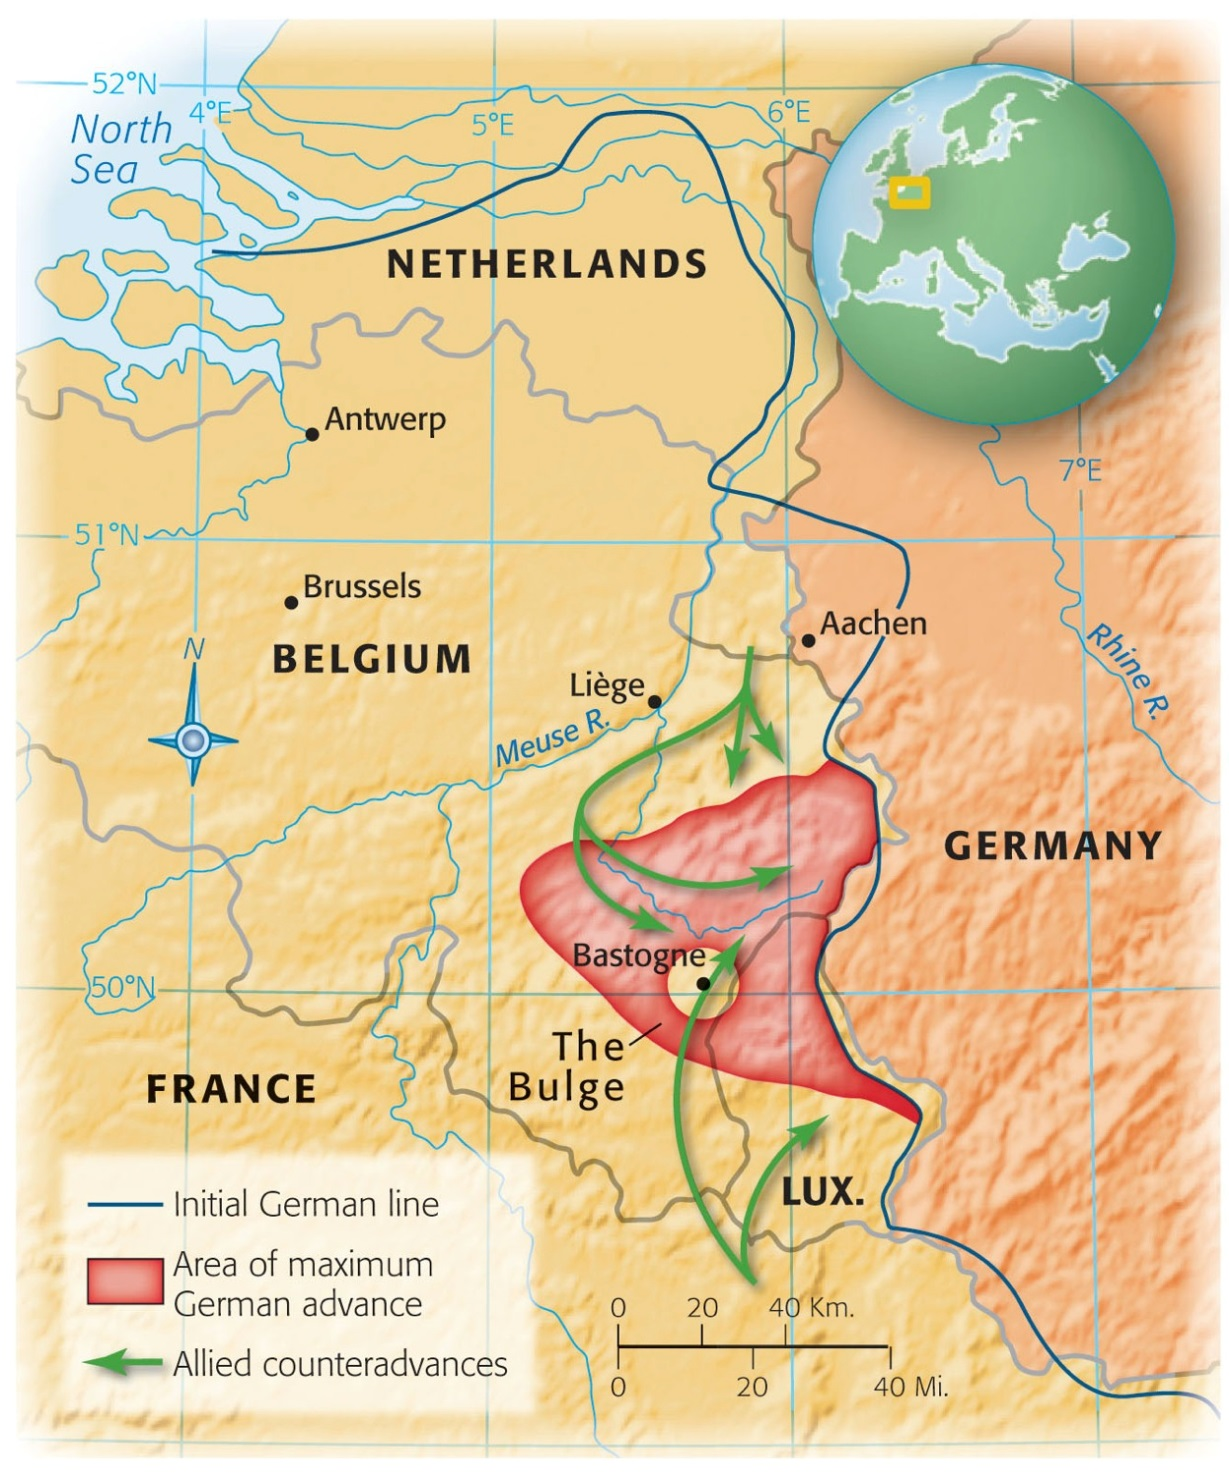 52°N
4°E
5°E
6°E
North
Sea
NETHERLANDS
Antwerp
7°E
51°N
Brussels
Aachen
BELGIUM
N
Liège
Rhine R.
Meuse R.
GERMANY
Bastogne
50°N
The
Bulge
FRANCE
LUX.
Initial German line
Area of maximum
German advance
Allied counteradvances
0 20 40 Km.
0 20 40 Mi.